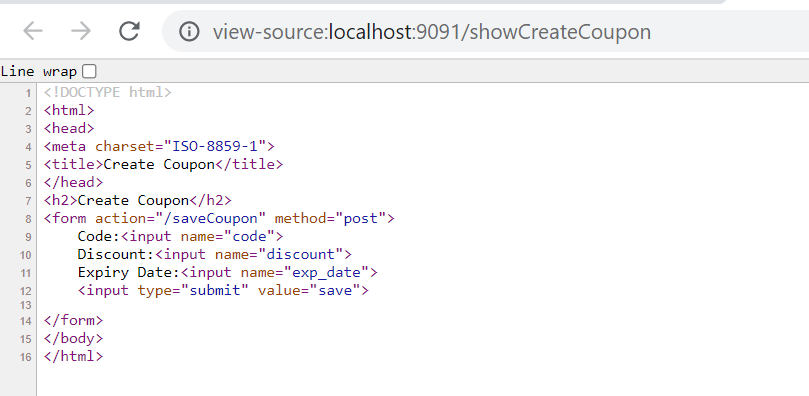 view-source:localhost:9091/showCreateCoupon
Line wrap
1 <!DOCTYPE html>
2 <html>
3 <head>
4 <meta charset="ISO-8859-1">
5 <title>Create Coupon</title>
6 </head>
7 <h2>Create Coupon</h2>
8 <form action="/saveCoupon" method="post">
9     Code:<input name="code">
10     Discount:<input name="discount">
11     Expiry Date:<input name="exp_date">
12     <input type="submit" value="save">
13
14 </form>
15 </body>
16 </html>